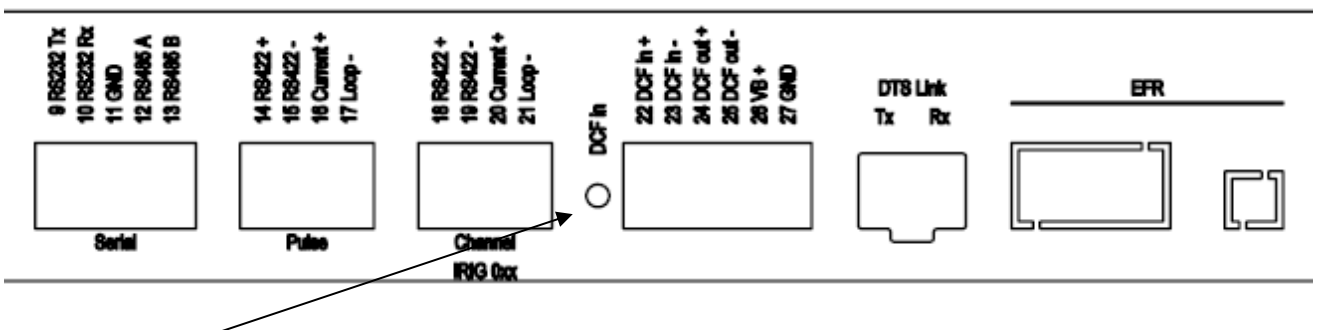 9 RS232 Tx
10 RS232 Rx
11 GND
12 RS485 A
13 RS485 B
Serial
14 RS422 +
15 RS422 -
16 Current +
17 Loop -
Pulse
18 RS422 +
19 RS422 -
20 Current +
21 Loop -
Channel
IRIG 0xx
DCF in
22 DCF in +
23 DCF in -
24 DCF out +
25 DCF out -
26 VB +
27 GND
DTS Link
Tx Rx
EFR